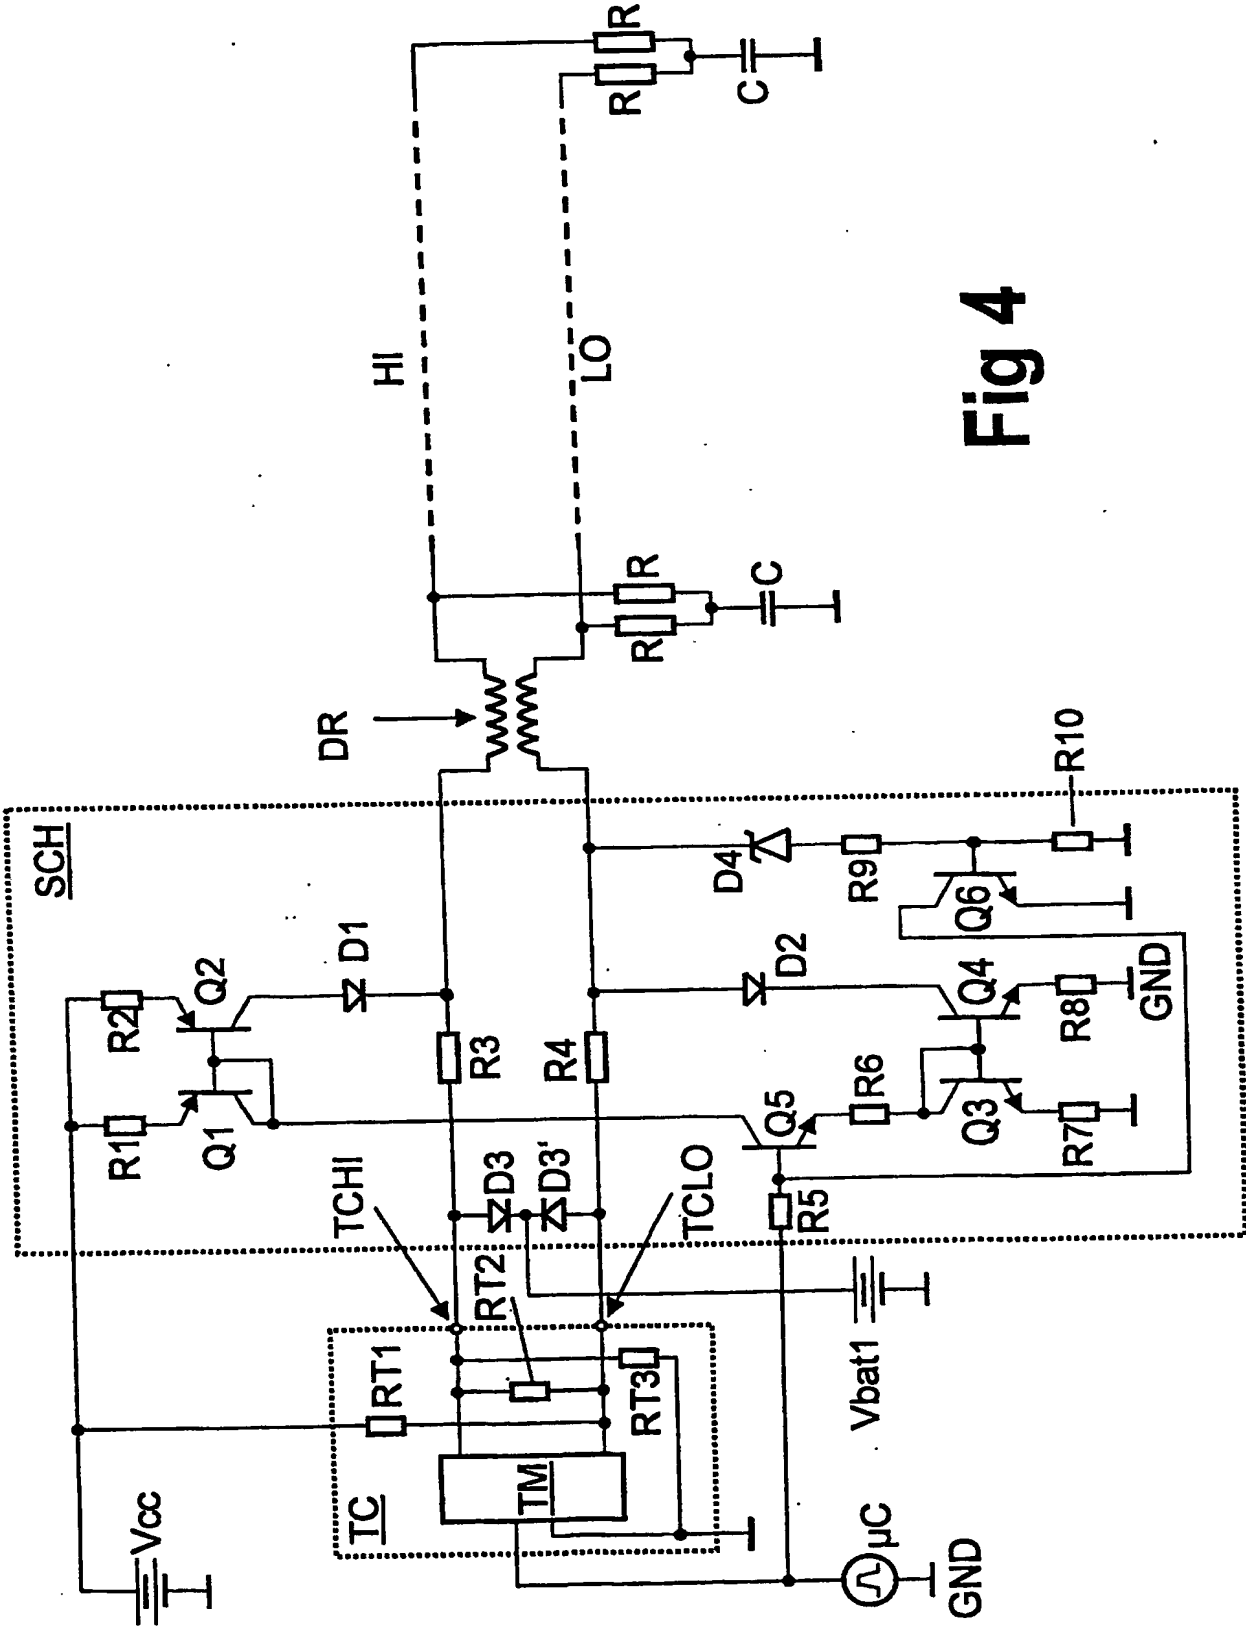 Vcc
TC
TM
RT1
RT2
RT3
TCHI
TCLO
Vbat1
µC
GND
SCH
R1
R2
Q1
Q2
D1
R3
R4
D3
D3'
R5
Q5
R6
Q3
Q4
R7
R8
GND
D2
D4
R9
Q6
R10
DR
HI
LO
R
R
C
R
R
C
Fig 4